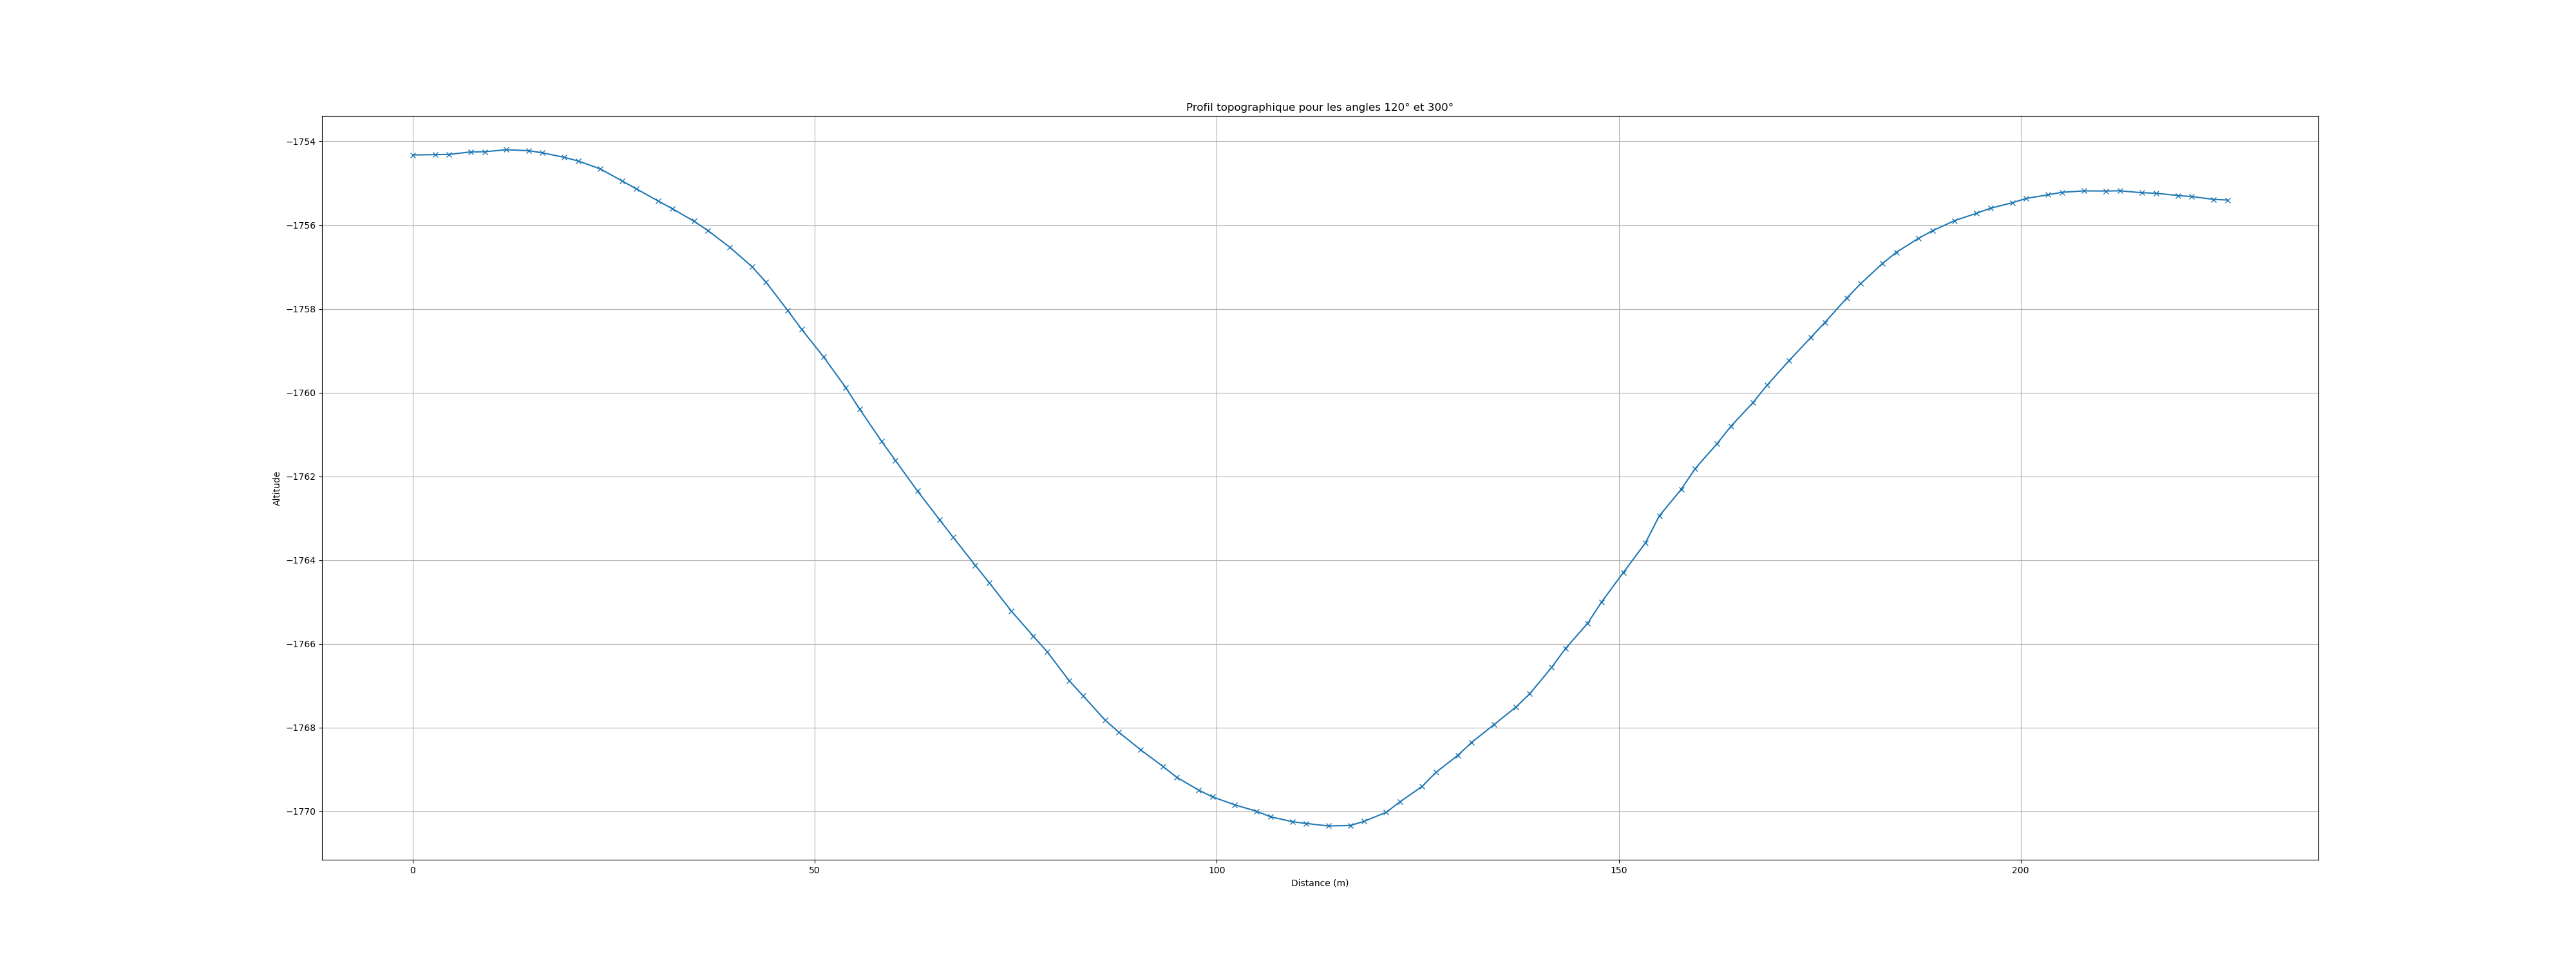 Profil topographique pour les angles 120° et 300°
−1754
−1756
−1758
−1760
−1762
−1764
−1766
−1768
−1770
Altitude
0 50 100 150 200
Distance (m)